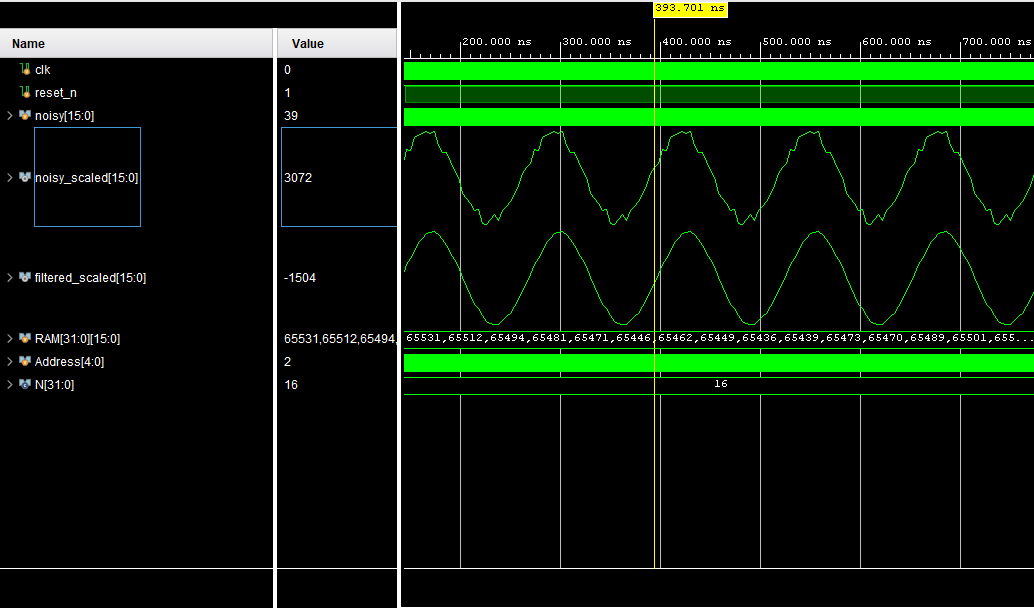 393.701 ns
Name Value
200.000 ns 300.000 ns 400.000 ns 500.000 ns 600.000 ns 700.000
clk 0
reset_n 1
noisy[15:0] 39
noisy_scaled[15:0] 3072
filtered_scaled[15:0] -1504
RAM[31:0][15:0] 65531,65512,65494, 65531,65512,65494,65481,65471,65446,65462,65449,65436,65439,65473,65470,65489,65501,655...
Address[4:0] 2
N[31:0] 16 16